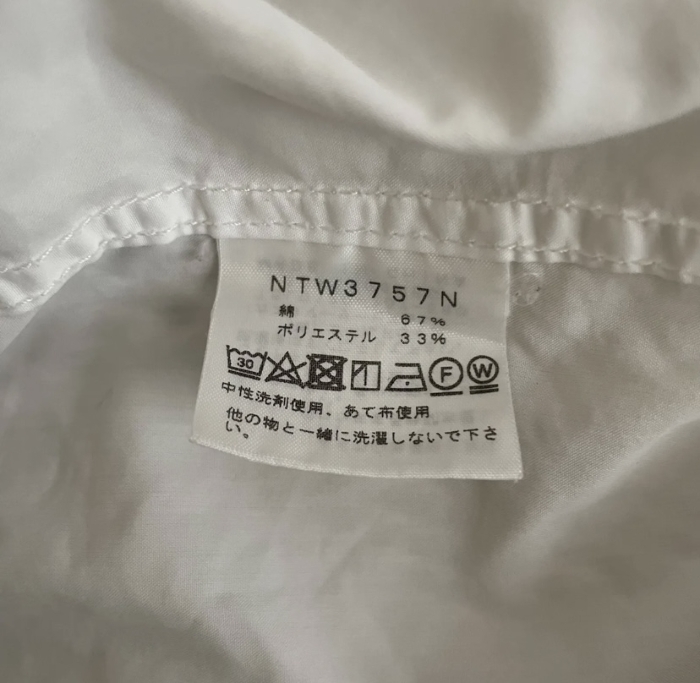 NTW3757N
綿 67%
ポリエステル 33%
30 F W
中性洗剤使用、あて布使用
他の物と一緒に洗濯しないで下さ
い。